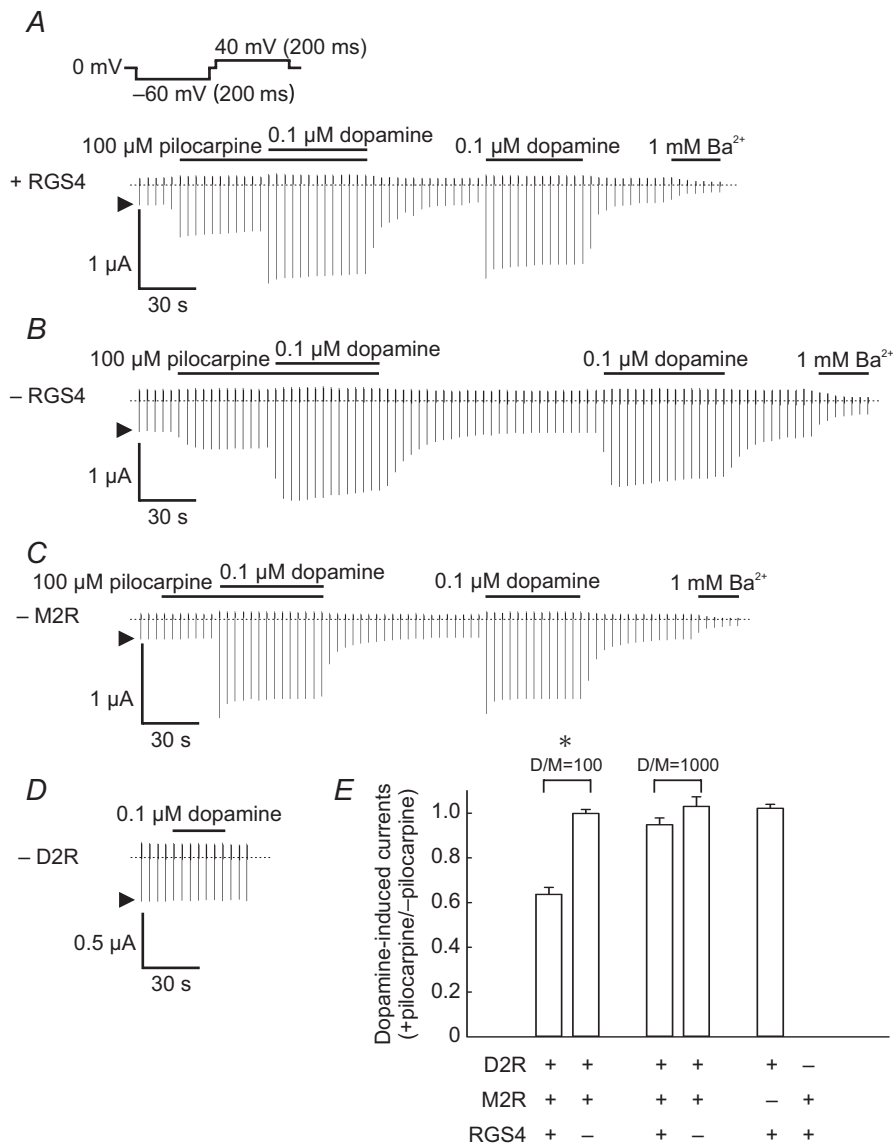 A
40 mV (200 ms)
0 mV
–60 mV (200 ms)
0.1 µM dopamine
100 µM pilocarpine
0.1 µM dopamine
1 mM Ba²⁺
+ RGS4
1 µA
30 s
B
100 µM pilocarpine
0.1 µM dopamine
0.1 µM dopamine
1 mM Ba²⁺
– RGS4
1 µA
30 s
C
100 µM pilocarpine
0.1 µM dopamine
0.1 µM dopamine
1 mM Ba²⁺
– M2R
1 µA
30 s
D
0.1 µM dopamine
– D2R
0.5 µA
30 s
E
Dopamine-induced currents
(+pilocarpine/–pilocarpine)
*
D/M=100
D/M=1000
1.0
0.8
0.6
0.4
0.2
0
D2R + + + + + –
M2R + + + + – +
RGS4 + – + – + +